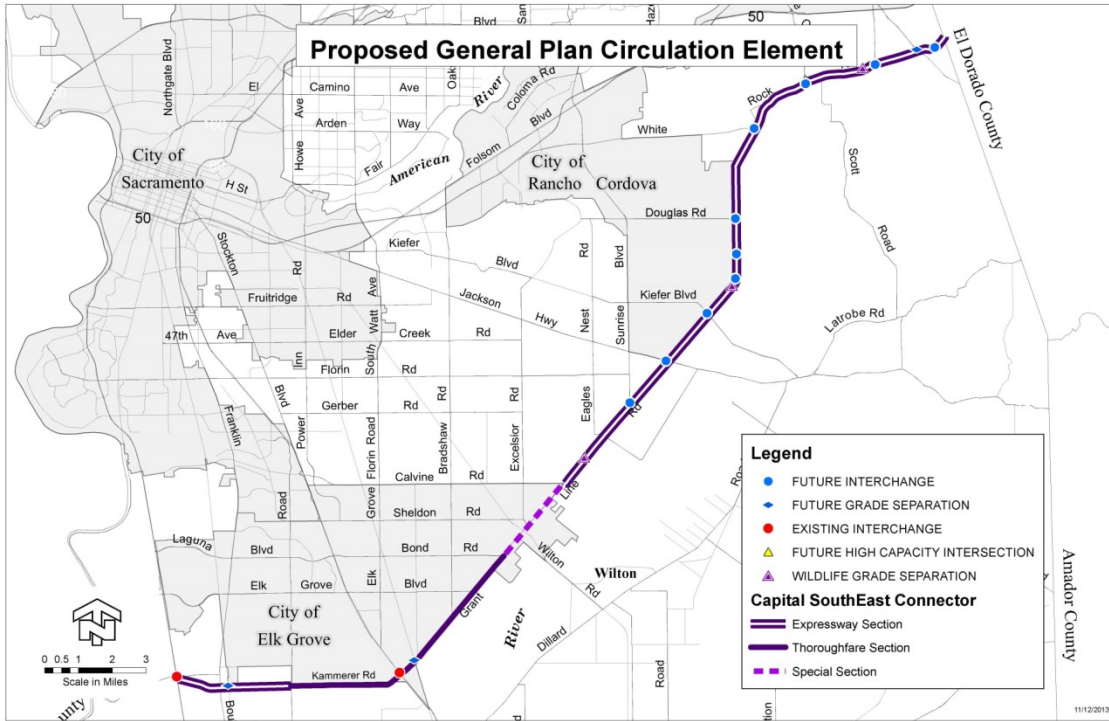 Proposed General Plan Circulation Element
50
Blvd
Northgate Blvd
El
Camino
Ave
Oak
River
Coloma Rd
Howe
Ave
Arden
Way
Blvd
Fair
American
Folsom
White
Rock
El Dorado County
City of
Sacramento
H St
50
City of
Rancho Cordova
Scott
Road
Douglas Rd
Stockton
Kiefer
Blvd
Rd
Ave
Fruitridge
Rd
Jackson
Hwy
Rd
Blvd
Kiefer Blvd
Latrobe Rd
47th
Ave
Elder
Creek
Rd
Watt
South
Nest
Sunrise
Inn
Florin
Rd
Blvd
Gerber
Rd
Rd
Rd
Eagles
Rd
Franklin
Power
Road
Florin
Bradshaw
Excelsior
Calvine
Rd
Line
Road
Grove
Sheldon
Rd
Laguna
Blvd
Bond
Rd
Wilton
Rd
Wilton
Elk
Grove
Elk
Blvd
Grant
City of
Elk Grove
River
Dillard
Road
Kammerer Rd
0 0.5 1 2 3
Scale in Miles
County
Bou
Rd
Amador County
Legend
FUTURE INTERCHANGE
FUTURE GRADE SEPARATION
EXISTING INTERCHANGE
FUTURE HIGH CAPACITY INTERSECTION
WILDLIFE GRADE SEPARATION
Capital SouthEast Connector
Expressway Section
Thoroughfare Section
Special Section
11/12/2013